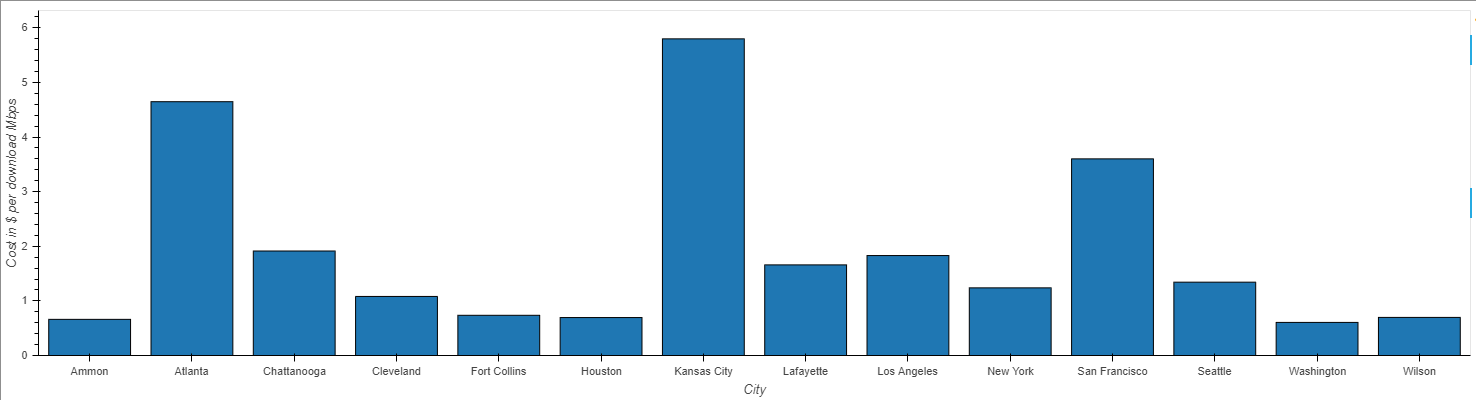 Cost in $ per download Mbps
6
5
4
3
2
1
0
Ammon Atlanta Chattanooga Cleveland Fort Collins Houston Kansas City Lafayette Los Angeles New York San Francisco Seattle Washington Wilson
City